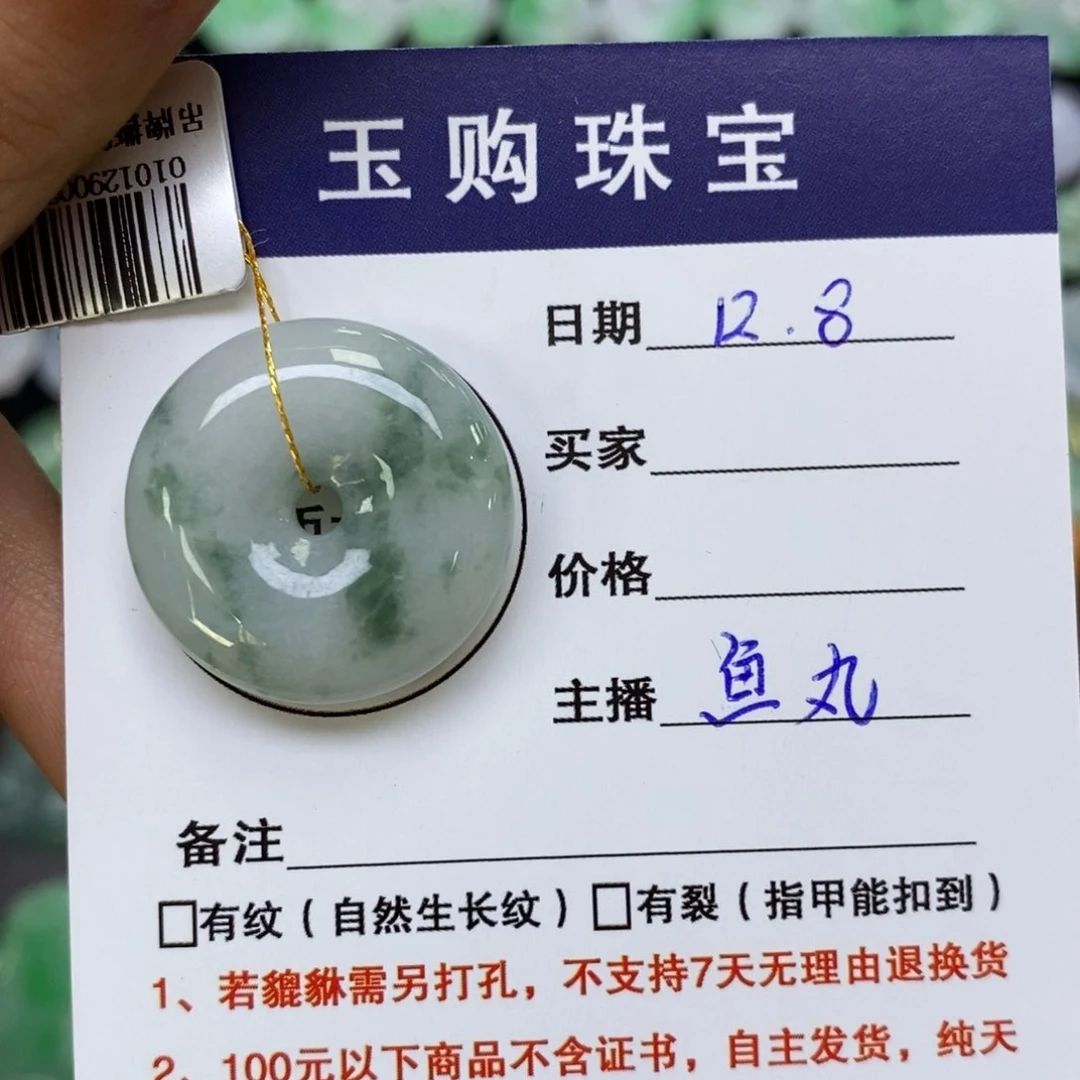 玉购珠宝
日期 12.8
买家
价格
主播 鱼丸
备注
□有纹（自然生长纹）□有裂（指甲能扣到）
1、若貔貅需另打孔，不支持7天无理由退换货
2、100元以下商品不含证书，自主发货，纯天